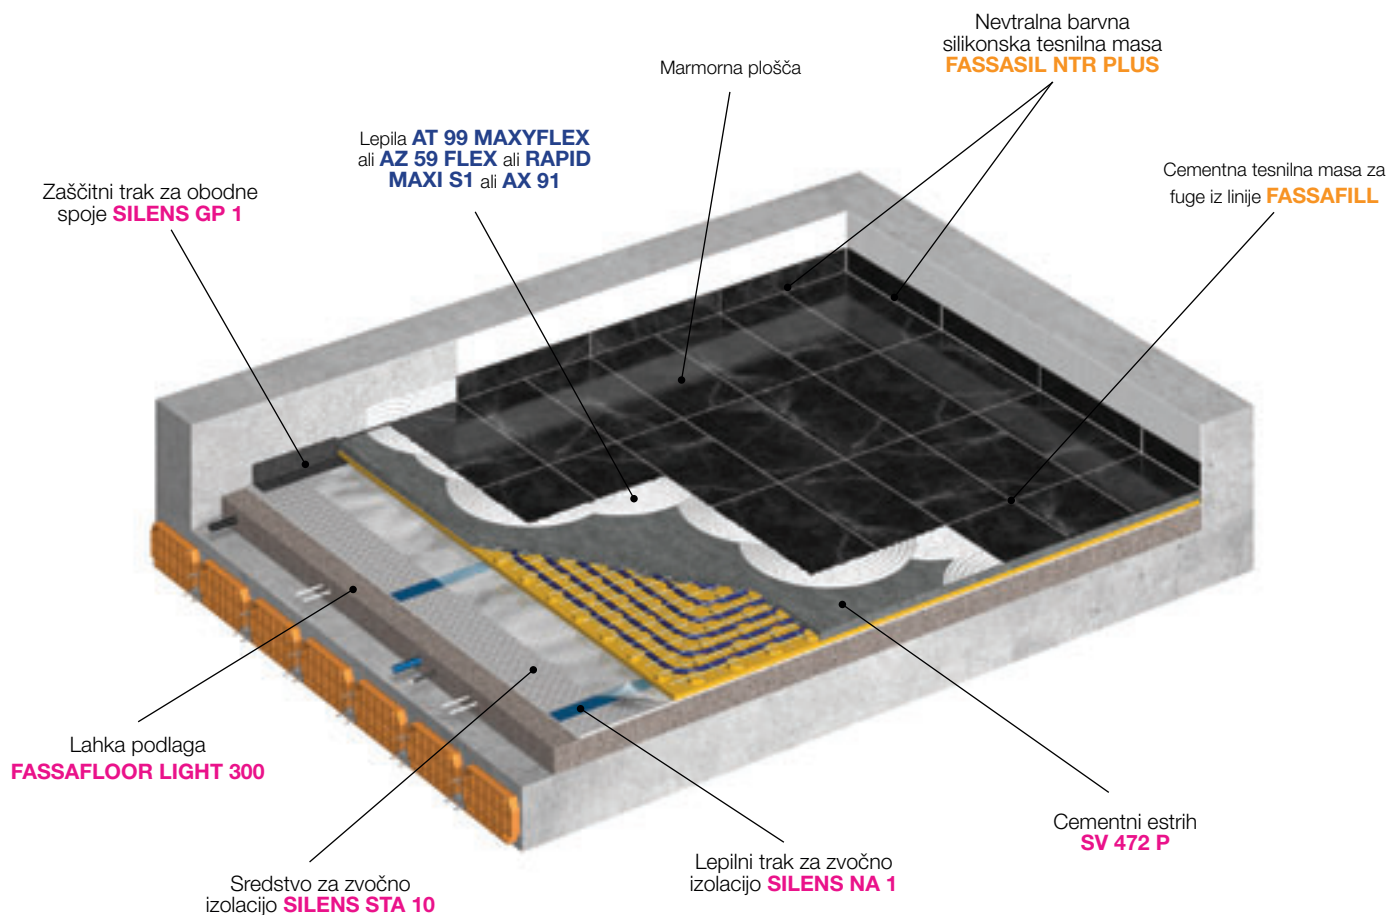 Nevtralna barvna
silikonska tesnilna masa
FASSASIL NTR PLUS
Marmorna plošča
Lepila AT 99 MAXYFLEX
ali AZ 59 FLEX ali RAPID
MAXI S1 ali AX 91
Cementna tesnilna masa za
fuge iz linije FASSAFILL
Zaščitni trak za obodne
spoje SILENS GP 1
Lahka podlaga
FASSAFLOOR LIGHT 300
Cementni estrih
SV 472 P
Lepilni trak za zvočno
izolacijo SILENS NA 1
Sredstvo za zvočno
izolacijo SILENS STA 10